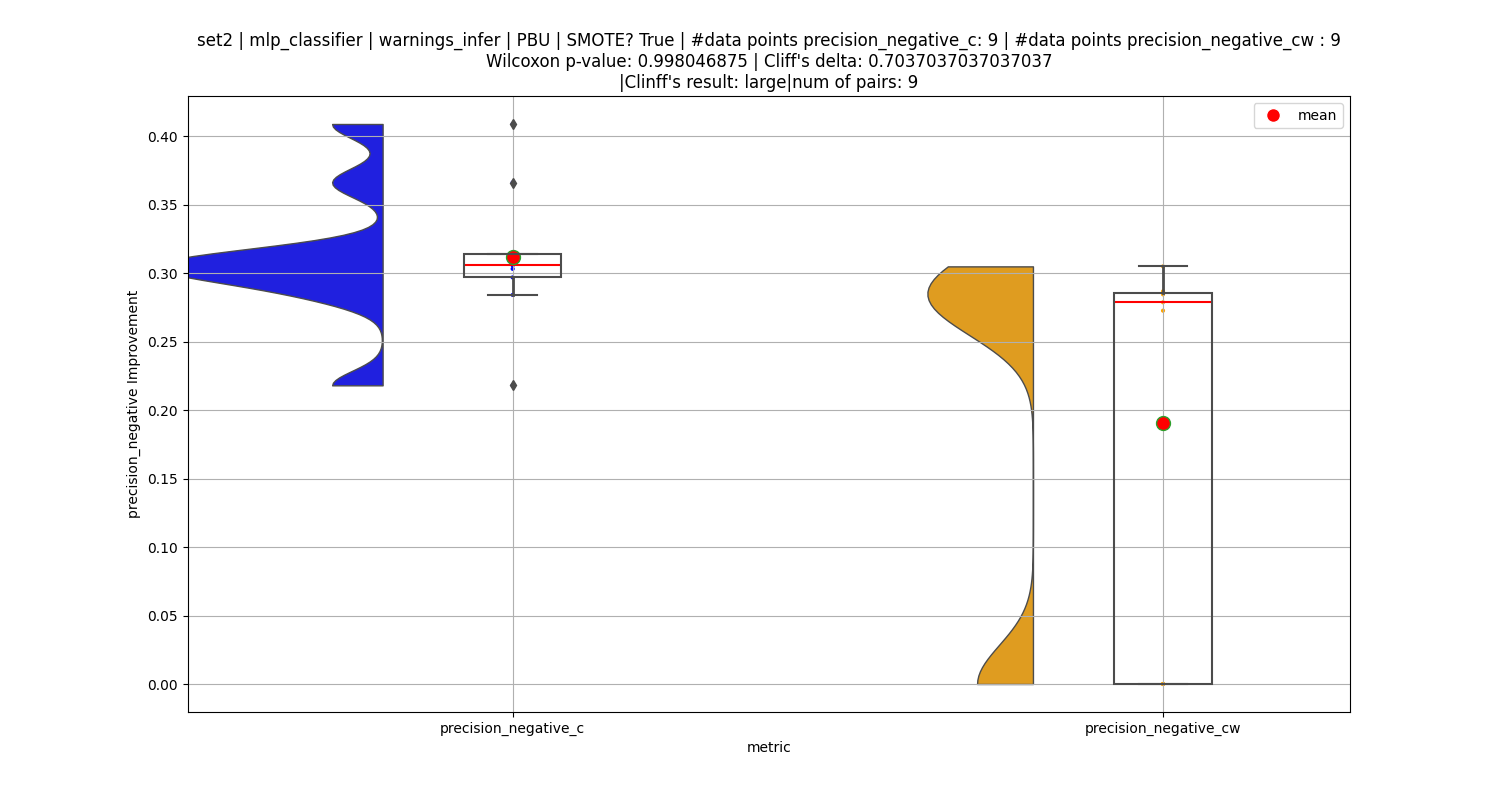 set2 | mlp_classifier | warnings_infer | PBU | SMOTE? True | #data points precision_negative_c: 9 | #data points precision_negative_cw : 9
Wilcoxon p-value: 0.998046875 | Cliff's delta: 0.7037037037037037
|Clinff's result: large|num of pairs: 9
mean
0.40
0.35
0.30
0.25
0.20
0.15
0.10
0.05
0.00
precision_negative Improvement
precision_negative_c
precision_negative_cw
metric